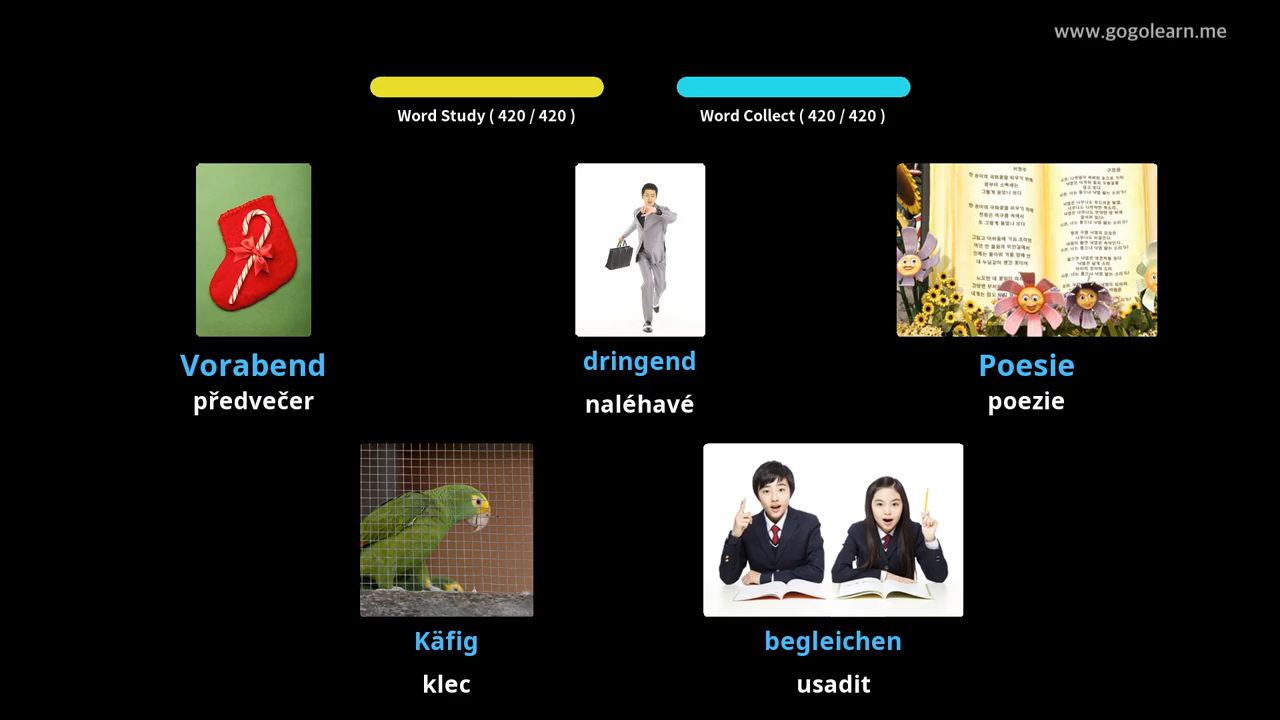 www.gogolearn.me
Word Study ( 420 / 420 )
Word Collect ( 420 / 420 )
Vorabend
předvečer
dringend
naléhavé
Poesie
poezie
Käfig
klec
begleichen
usadit